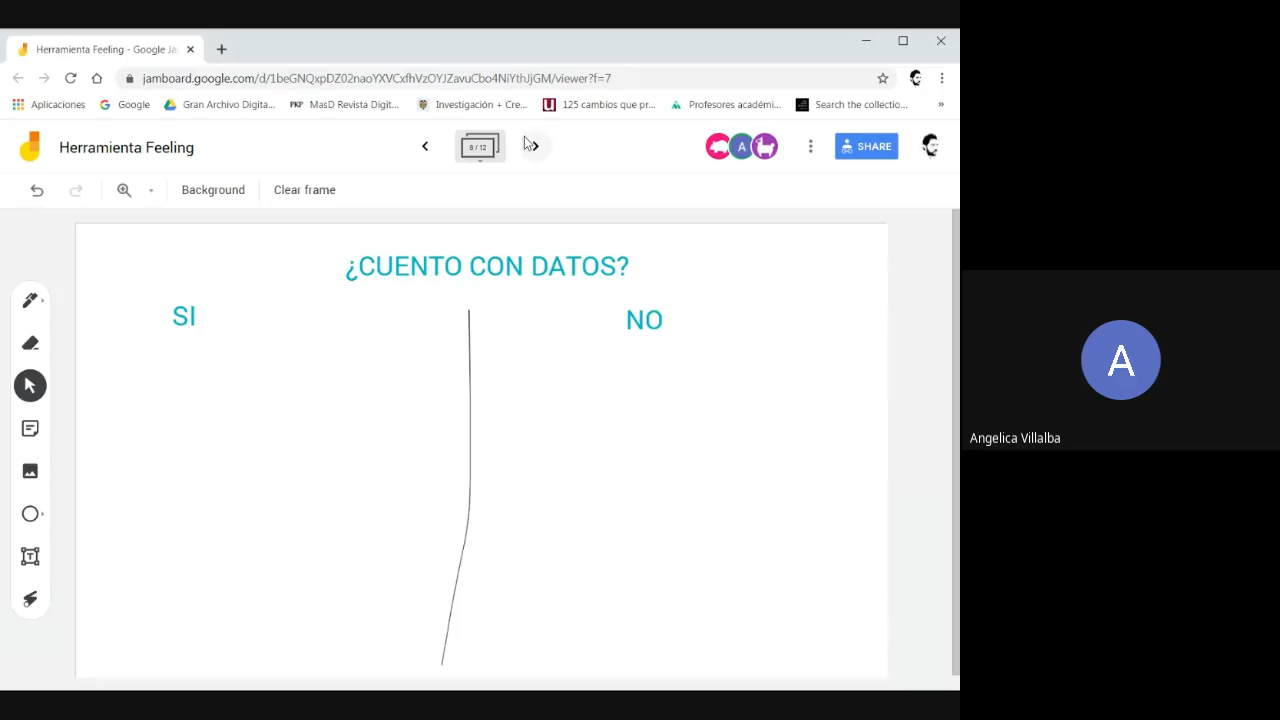 Herramienta Feeling - Google Ja
jamboard.google.com/d/1beGNQxpDZ02naoYXVCxfhVzOYJZavuCbo4NiYthJjGM/viewer?f=7
Aplicaciones
Google
Gran Archivo Digita...
PKP
MasD Revista Digit...
Investigación + Cre...
125 cambios que pr...
Profesores académi...
Search the collectio...
»
Herramienta Feeling
8 / 12
A
SHARE
Background
Clear frame
¿CUENTO CON DATOS?
SI
NO
A
Angelica Villalba